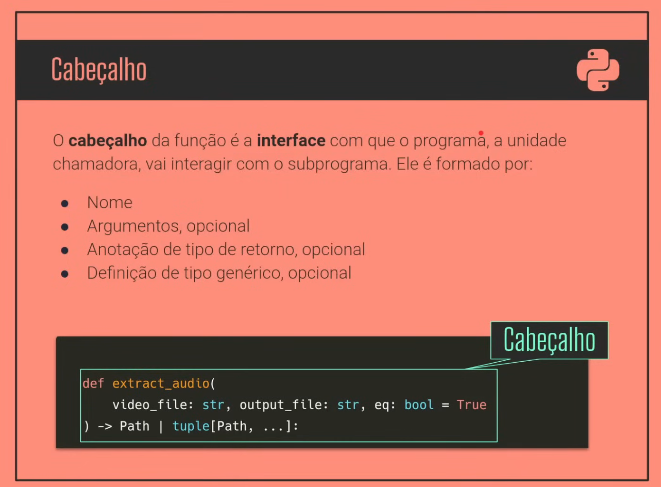 Cabeçalho
O cabeçalho da função é a interface com que o programa, a unidade
chamadora, vai interagir com o subprograma. Ele é formado por:
● Nome
● Argumentos, opcional
● Anotação de tipo de retorno, opcional
● Definição de tipo genérico, opcional
Cabeçalho
def extract_audio(
    video_file: str, output_file: str, eq: bool = True
) -> Path | tuple[Path, ...]: